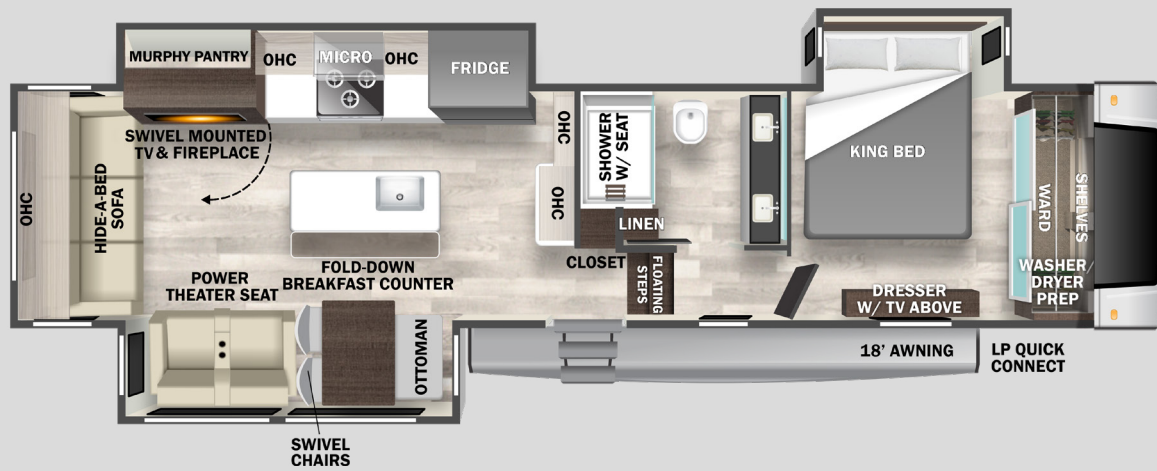 MURPHY PANTRY
OHC
MICRO
OHC
FRIDGE
SWIVEL MOUNTED
TV & FIREPLACE
OHC
HIDE-A-BED
SOFA
OHC
OHC
SHOWER
W/ SEAT
LINEN
CLOSET
FLOATING
STEPS
KING BED
WARD
SHELVES
WASHER/
DRYER
PREP
DRESSER
W/ TV ABOVE
POWER
THEATER SEAT
FOLD-DOWN
BREAKFAST COUNTER
OTTOMAN
SWIVEL
CHAIRS
18' AWNING
LP QUICK
CONNECT